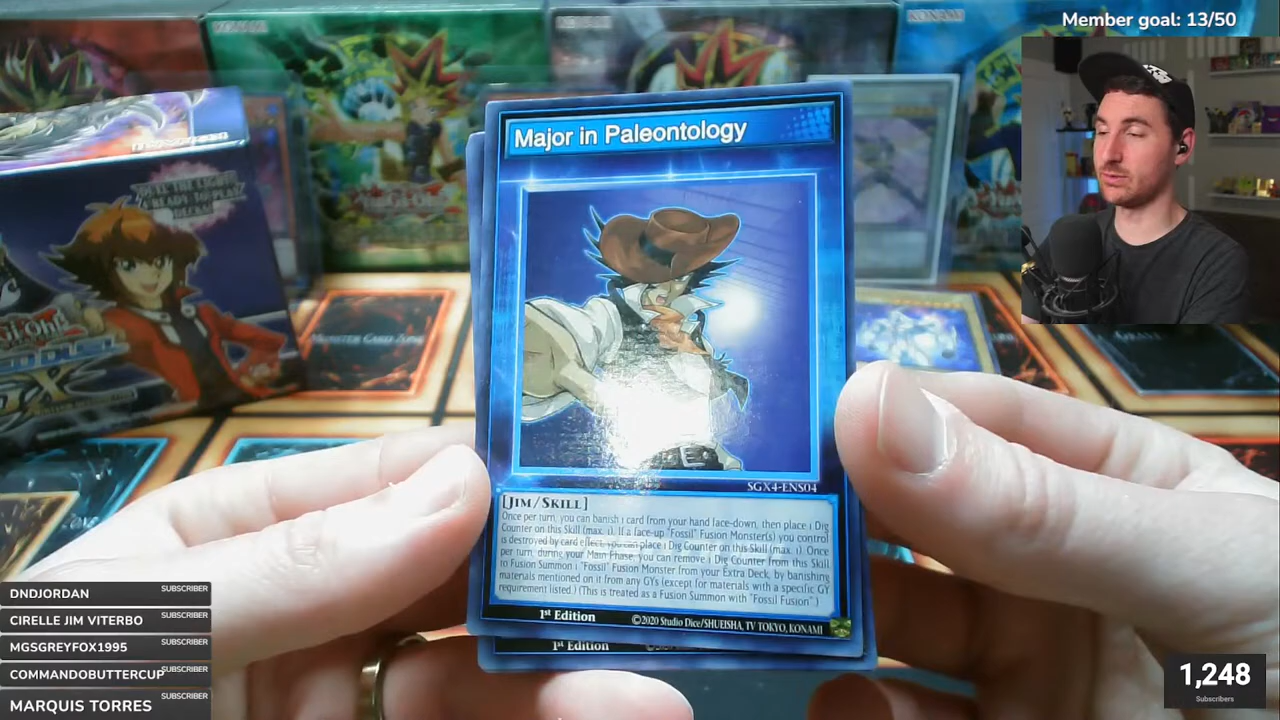 Member goal: 13/50
KONAMI
KONAMI
Major in Paleontology
SGX4-ENS04
[JIM/SKILL]
Once per turn, you can banish 1 card from your hand face-down, then place 1 Dig
Counter on this Skill (max. 1). If a face-up "Fossil" Fusion Monster(s) you control
is destroyed by card effect, you can place 1 Dig Counter on this Skill (max. 1). Once
per turn, during your Main Phase, you can remove 1 Dig Counter from this Skill
to Fusion Summon 1 "Fossil" Fusion Monster from your Extra Deck, by banishing
materials mentioned on it from any GYs (except for materials with a specific GY
requirement listed.) (This is treated as a Fusion Summon with "Fossil Fusion".)
1st Edition
©2020 Studio Dice/SHUEISHA, TV TOKYO, KONAMI
1st Edition
MONSTER CARD ZONE
DNDJORDAN SUBSCRIBER
CIRELLE JIM VITERBO SUBSCRIBER
MGSGREYFOX1995 SUBSCRIBER
COMMANDOBUTTERCUP SUBSCRIBER
MARQUIS TORRES SUBSCRIBER
1,248
Subscribers